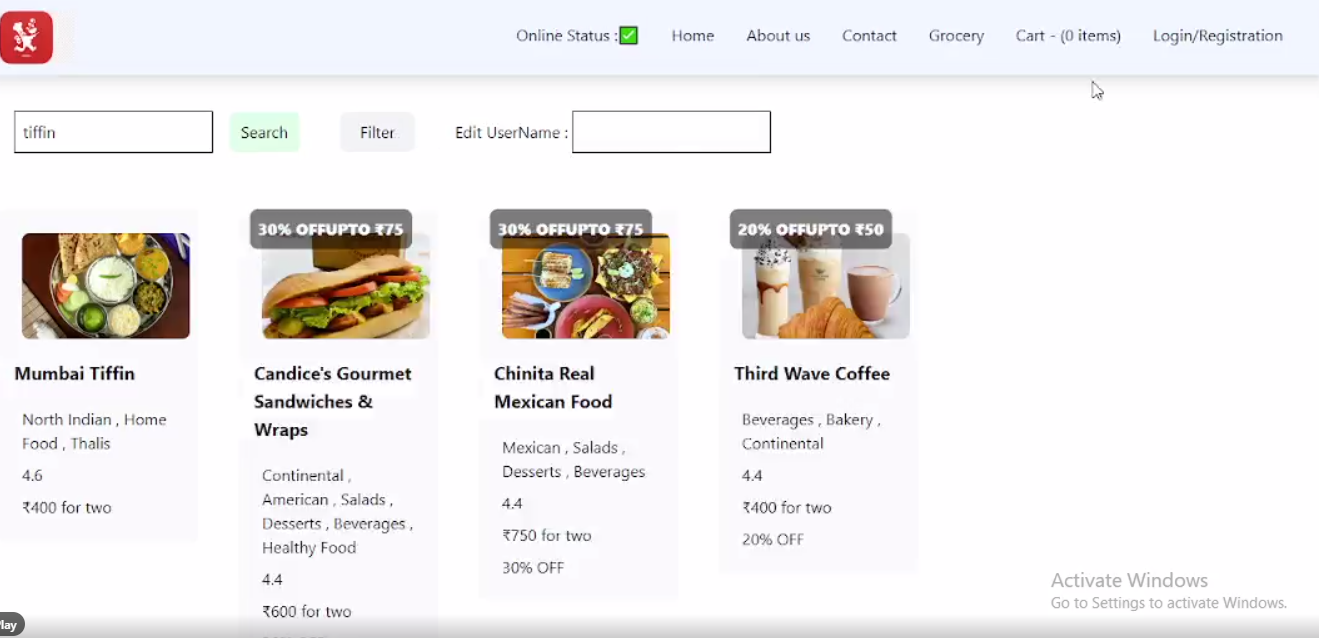 Online Status :✅ Home About us Contact Grocery Cart - (0 items) Login/Registration
tiffin Search Filter Edit UserName :
30% OFFUPTO ₹75
30% OFFUPTO ₹75
20% OFFUPTO ₹50
Mumbai Tiffin
North Indian , Home
Food , Thalis
4.6
₹400 for two
Candice's Gourmet
Sandwiches &
Wraps
Continental ,
American , Salads ,
Desserts , Beverages ,
Healthy Food
4.4
₹600 for two
Chinita Real
Mexican Food
Mexican , Salads ,
Desserts , Beverages
4.4
₹750 for two
30% OFF
Third Wave Coffee
Beverages , Bakery ,
Continental
4.4
₹400 for two
20% OFF
Activate Windows
Go to Settings to activate Windows.